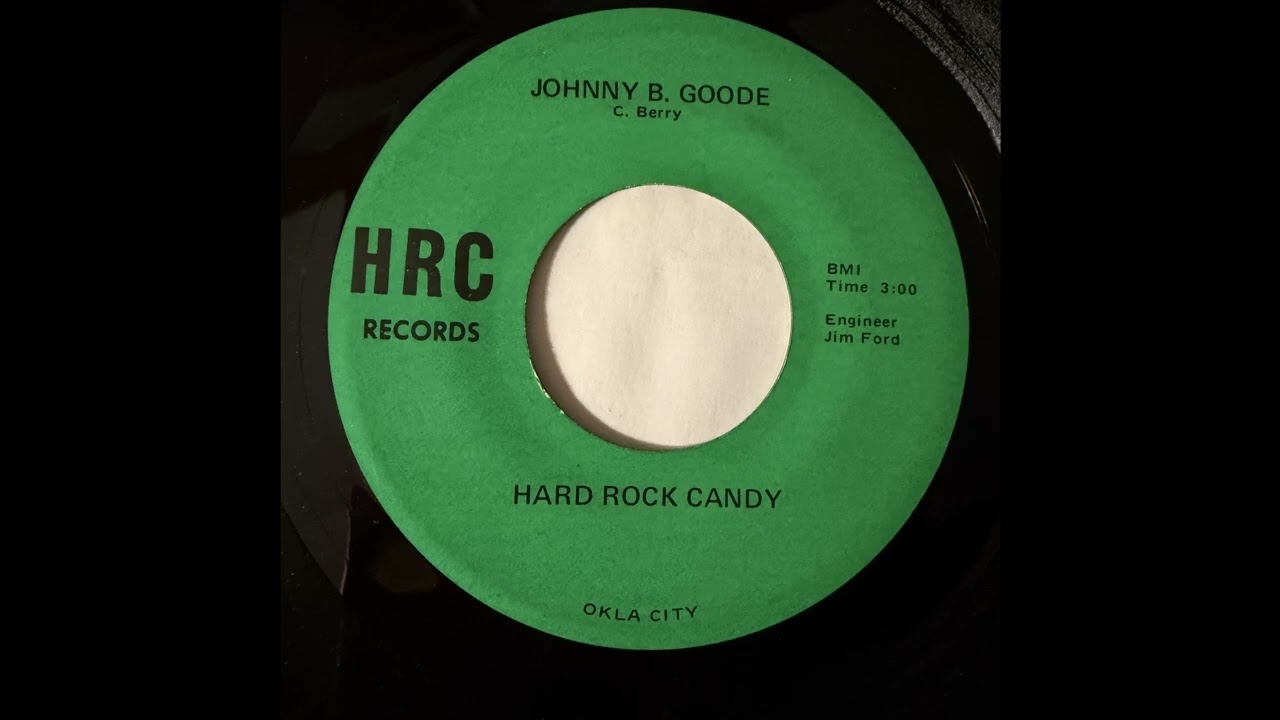 JOHNNY B. GOODE
C. Berry
HRC
RECORDS
BMI
Time 3:00
Engineer
Jim Ford
HARD ROCK CANDY
OKLA CITY